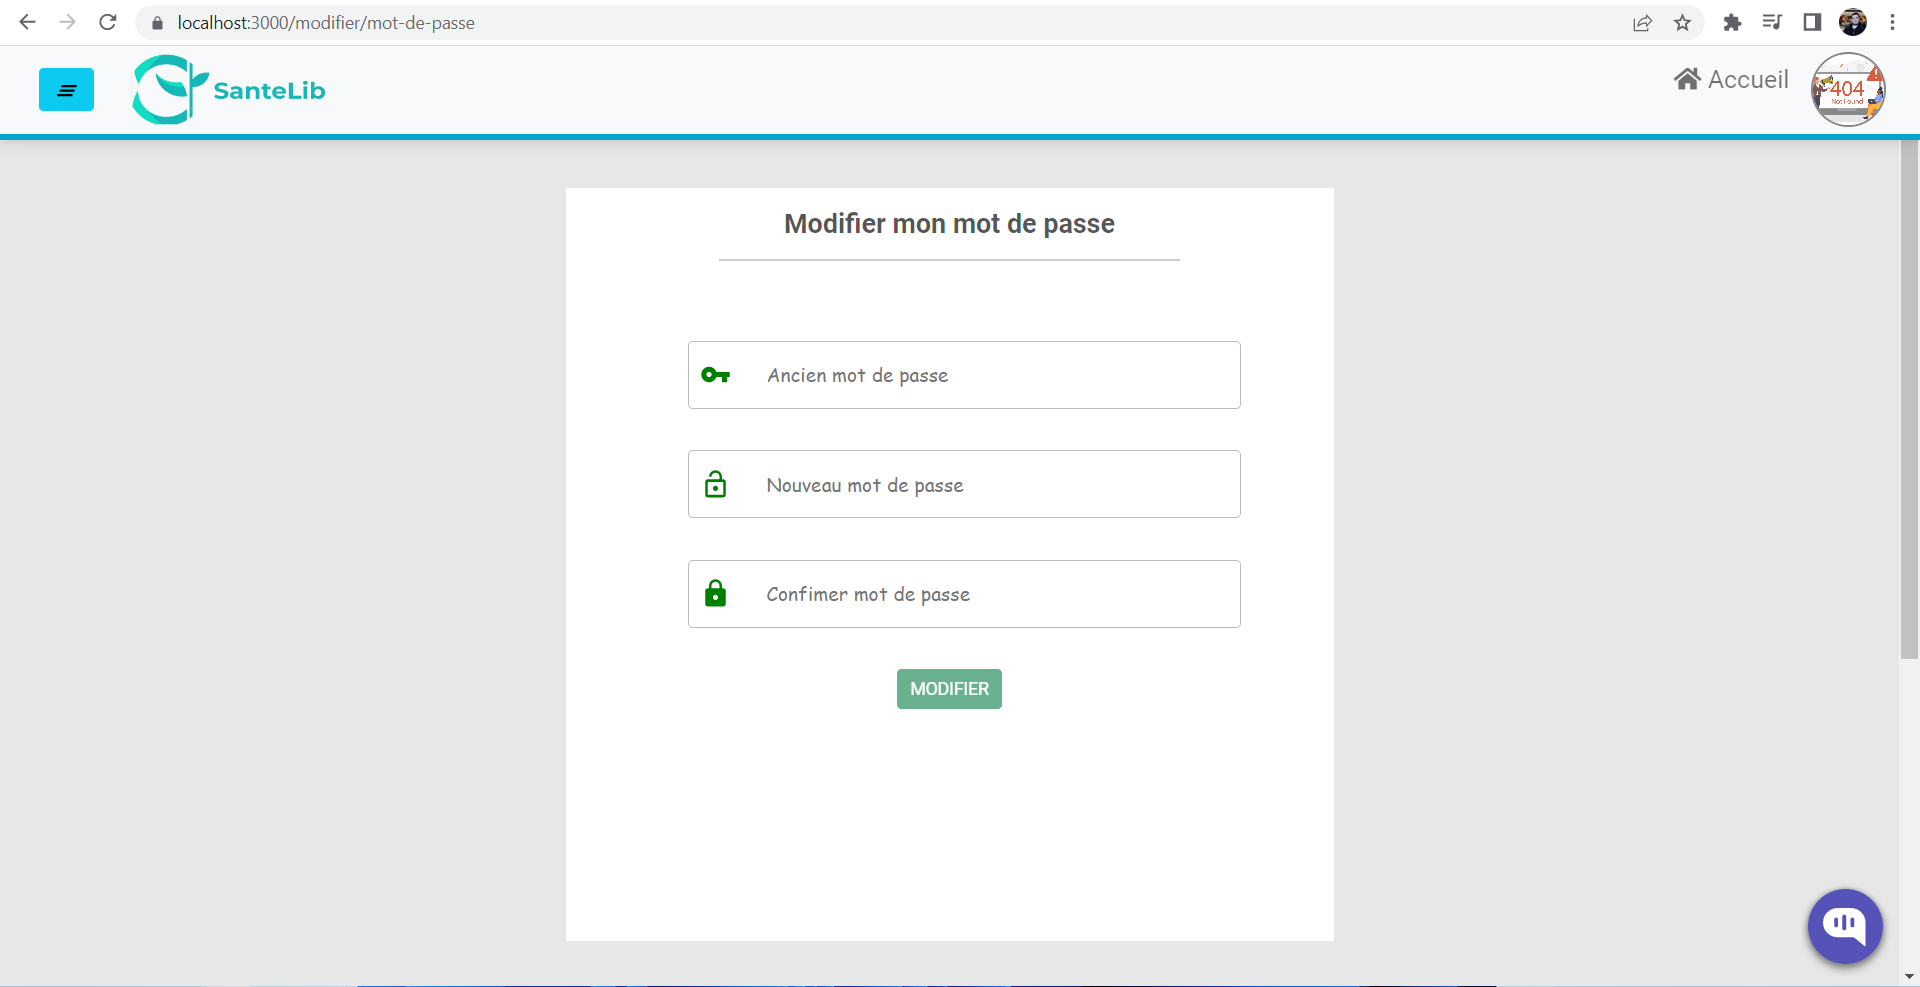 localhost:3000/modifier/mot-de-passe
SanteLib
Accueil
404
Not Found
Modifier mon mot de passe
Ancien mot de passe
Nouveau mot de passe
Confimer mot de passe
MODIFIER